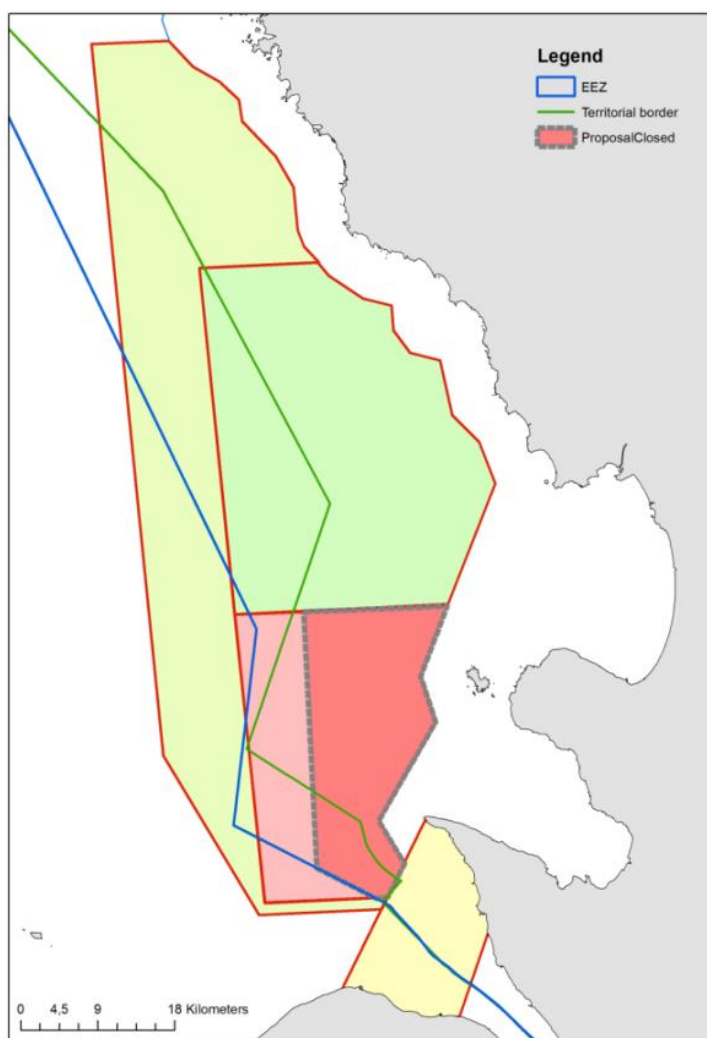 Legend
EEZ
Territorial border
ProposalClosed
0 4,5 9 18 Kilometers